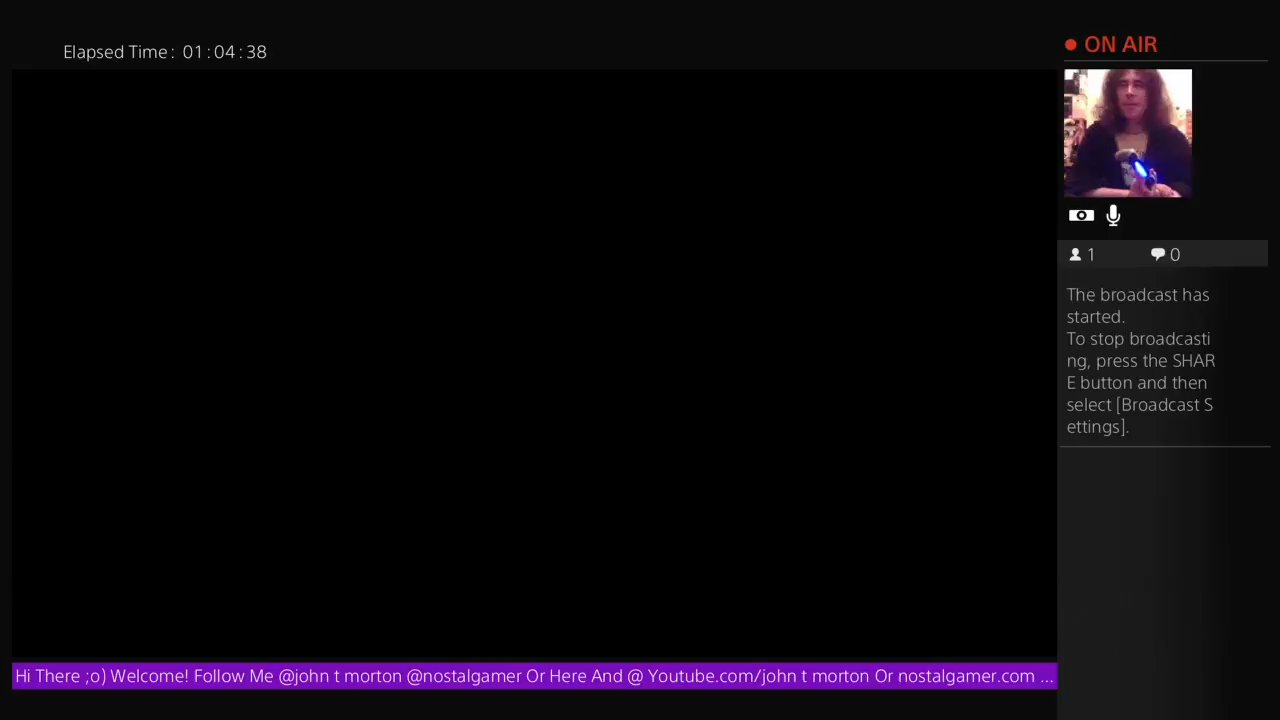 Elapsed Time: 01:04:38
ON AIR
1 0
The broadcast has
started.
To stop broadcasti
ng, press the SHAR
E button and then
select [Broadcast S
ettings].
Hi There ;o) Welcome! Follow Me @john t morton @nostalgamer Or Here And @ Youtube.com/john t morton Or nostalgamer.com ...